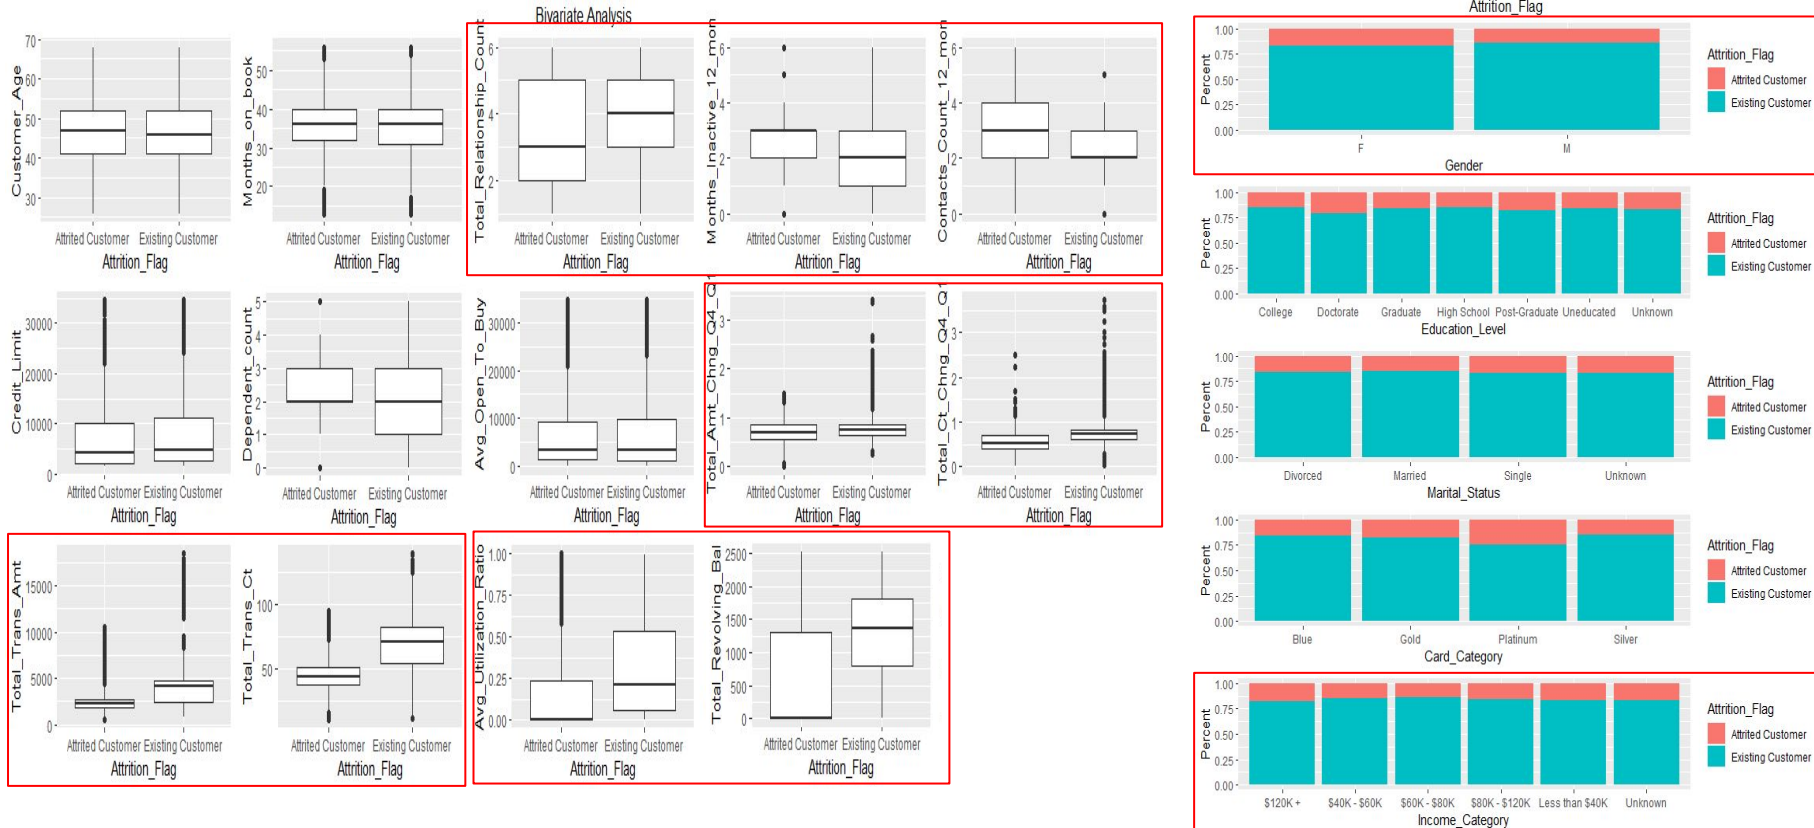 Bivariate Analysis
Customer_Age
70
60
50
40
30
Attrited Customer Existing Customer
Attrition_Flag
Months_on_book
50
40
30
20
Attrited Customer Existing Customer
Attrition_Flag
Total_Relationship_Count
6
4
2
Attrited Customer Existing Customer
Attrition_Flag
Months_Inactive_12_mon
6
4
2
0
Attrited Customer Existing Customer
Attrition_Flag
Contacts_Count_12_mon
6
4
2
0
Attrited Customer Existing Customer
Attrition_Flag
Credit_Limit
30000
20000
10000
0
Attrited Customer Existing Customer
Attrition_Flag
Dependent_count
5
4
3
2
1
0
Attrited Customer Existing Customer
Attrition_Flag
Avg_Open_To_Buy
30000
20000
10000
0
Attrited Customer Existing Customer
Attrition_Flag
Total_Amt_Chng_Q4_Q1
3
2
1
0
Attrited Customer Existing Customer
Attrition_Flag
Total_Ct_Chng_Q4_Q1
3
2
1
0
Attrited Customer Existing Customer
Attrition_Flag
Total_Trans_Amt
15000
10000
5000
0
Attrited Customer Existing Customer
Attrition_Flag
Total_Trans_Ct
100
50
Attrited Customer Existing Customer
Attrition_Flag
Avg_Utilization_Ratio
1.00
0.75
0.50
0.25
0.00
Attrited Customer Existing Customer
Attrition_Flag
Total_Revolving_Bal
2500
2000
1500
1000
500
0
Attrited Customer Existing Customer
Attrition_Flag
Attrition_Flag
Percent
1.00
0.75
0.50
0.25
0.00
F M
Gender
Attrition_Flag
Attrited Customer
Existing Customer
Percent
1.00
0.75
0.50
0.25
0.00
College Doctorate Graduate High School Post-Graduate Uneducated Unknown
Education_Level
Attrition_Flag
Attrited Customer
Existing Customer
Percent
1.00
0.75
0.50
0.25
0.00
Divorced Married Single Unknown
Marital_Status
Attrition_Flag
Attrited Customer
Existing Customer
Percent
1.00
0.75
0.50
0.25
0.00
Blue Gold Platinum Silver
Card_Category
Attrition_Flag
Attrited Customer
Existing Customer
Percent
1.00
0.75
0.50
0.25
0.00
$120K + $40K - $60K $60K - $80K $80K - $120K Less than $40K Unknown
Income_Category
Attrition_Flag
Attrited Customer
Existing Customer